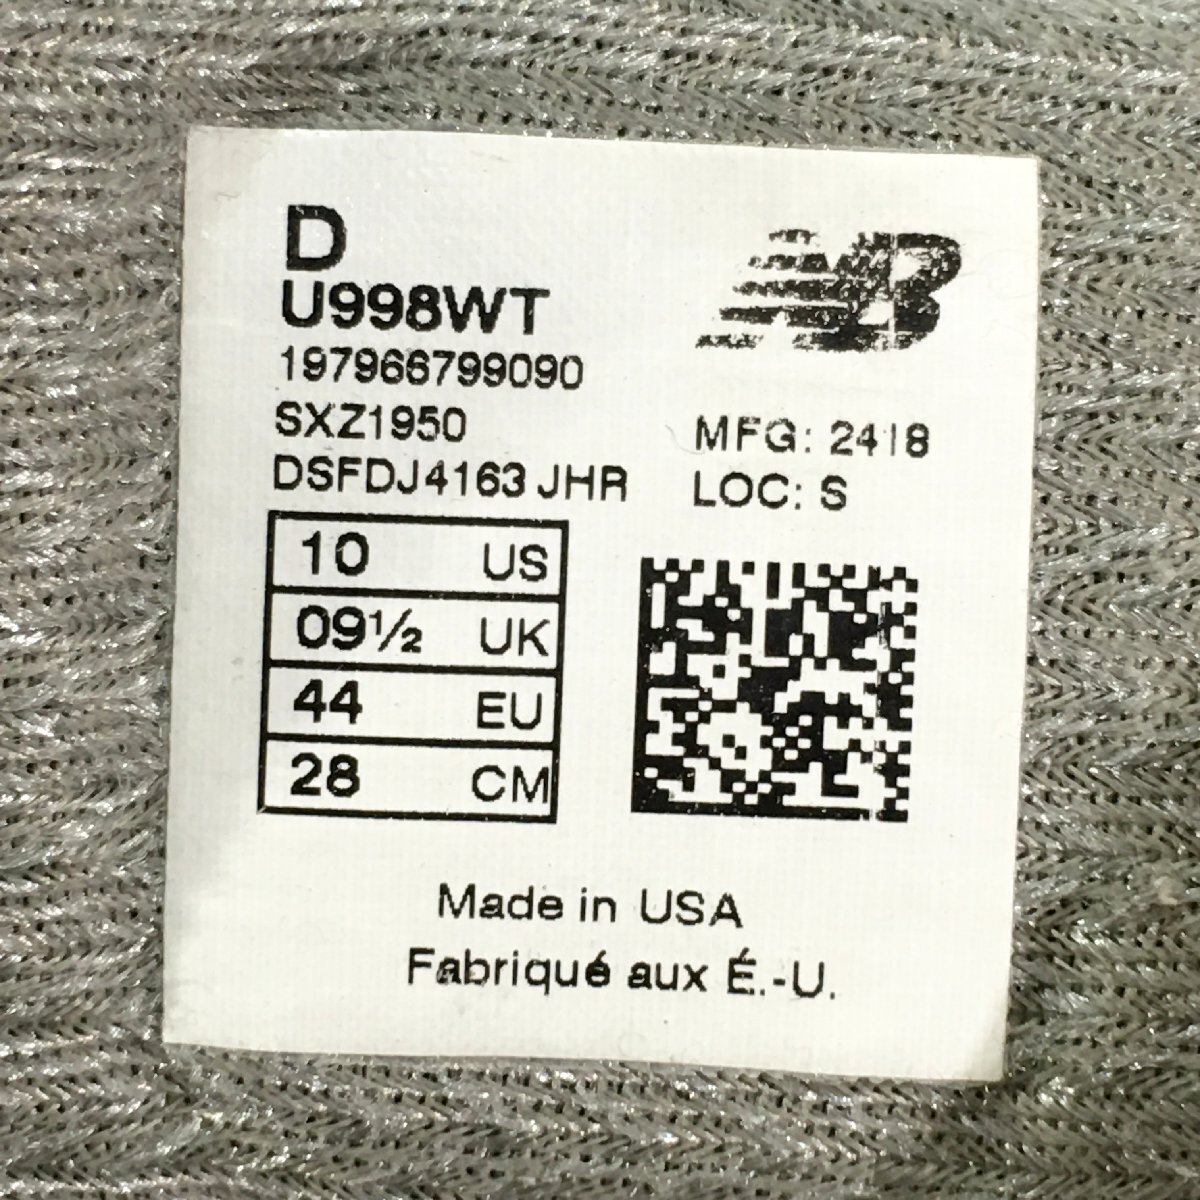 D
U998WT
NB
197966799090
SXZ1950
MFG: 2418
DSFDJ4163 JHR
LOC: S
10 US
09½ UK
44 EU
28 CM
Made in USA
Fabriqué aux É.-U.